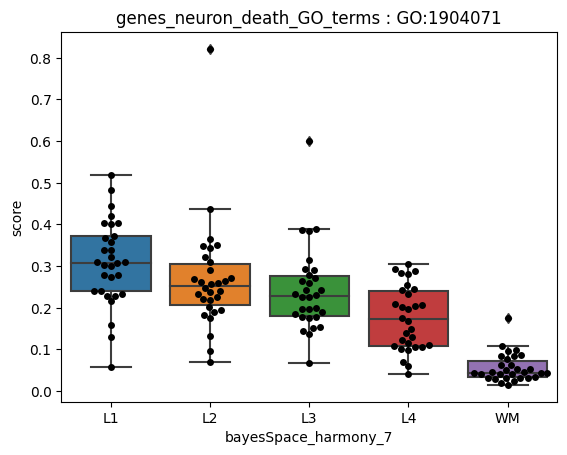 genes_neuron_death_GO_terms : GO:1904071
score
0.8
0.7
0.6
0.5
0.4
0.3
0.2
0.1
0.0
L1 L2 L3 L4 WM
bayesSpace_harmony_7